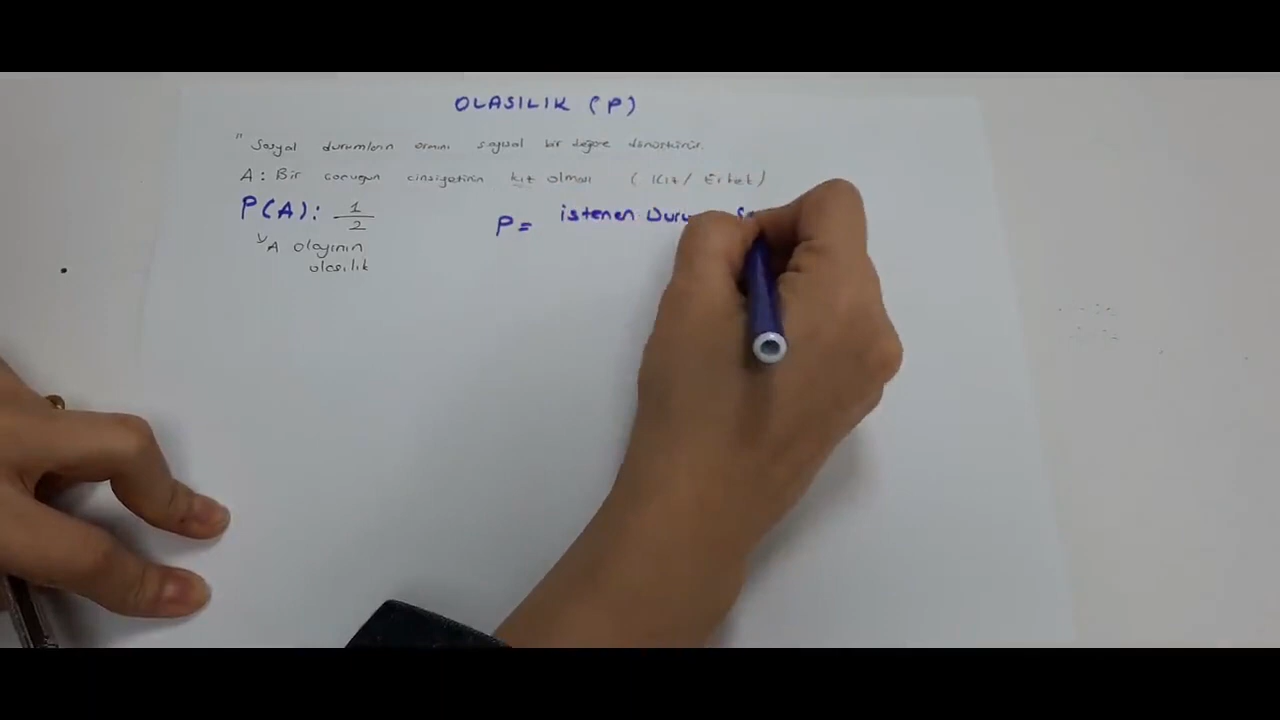 OLASILIK (P)
" Sosyal durumların oranını sayısal bir değere dönüştürür.
A: Bir çocuğun cinsiyetinin kız olması ( Kız / Erkek )
P(A): 1/2
P= istenen Durum
A olayının
olasılık